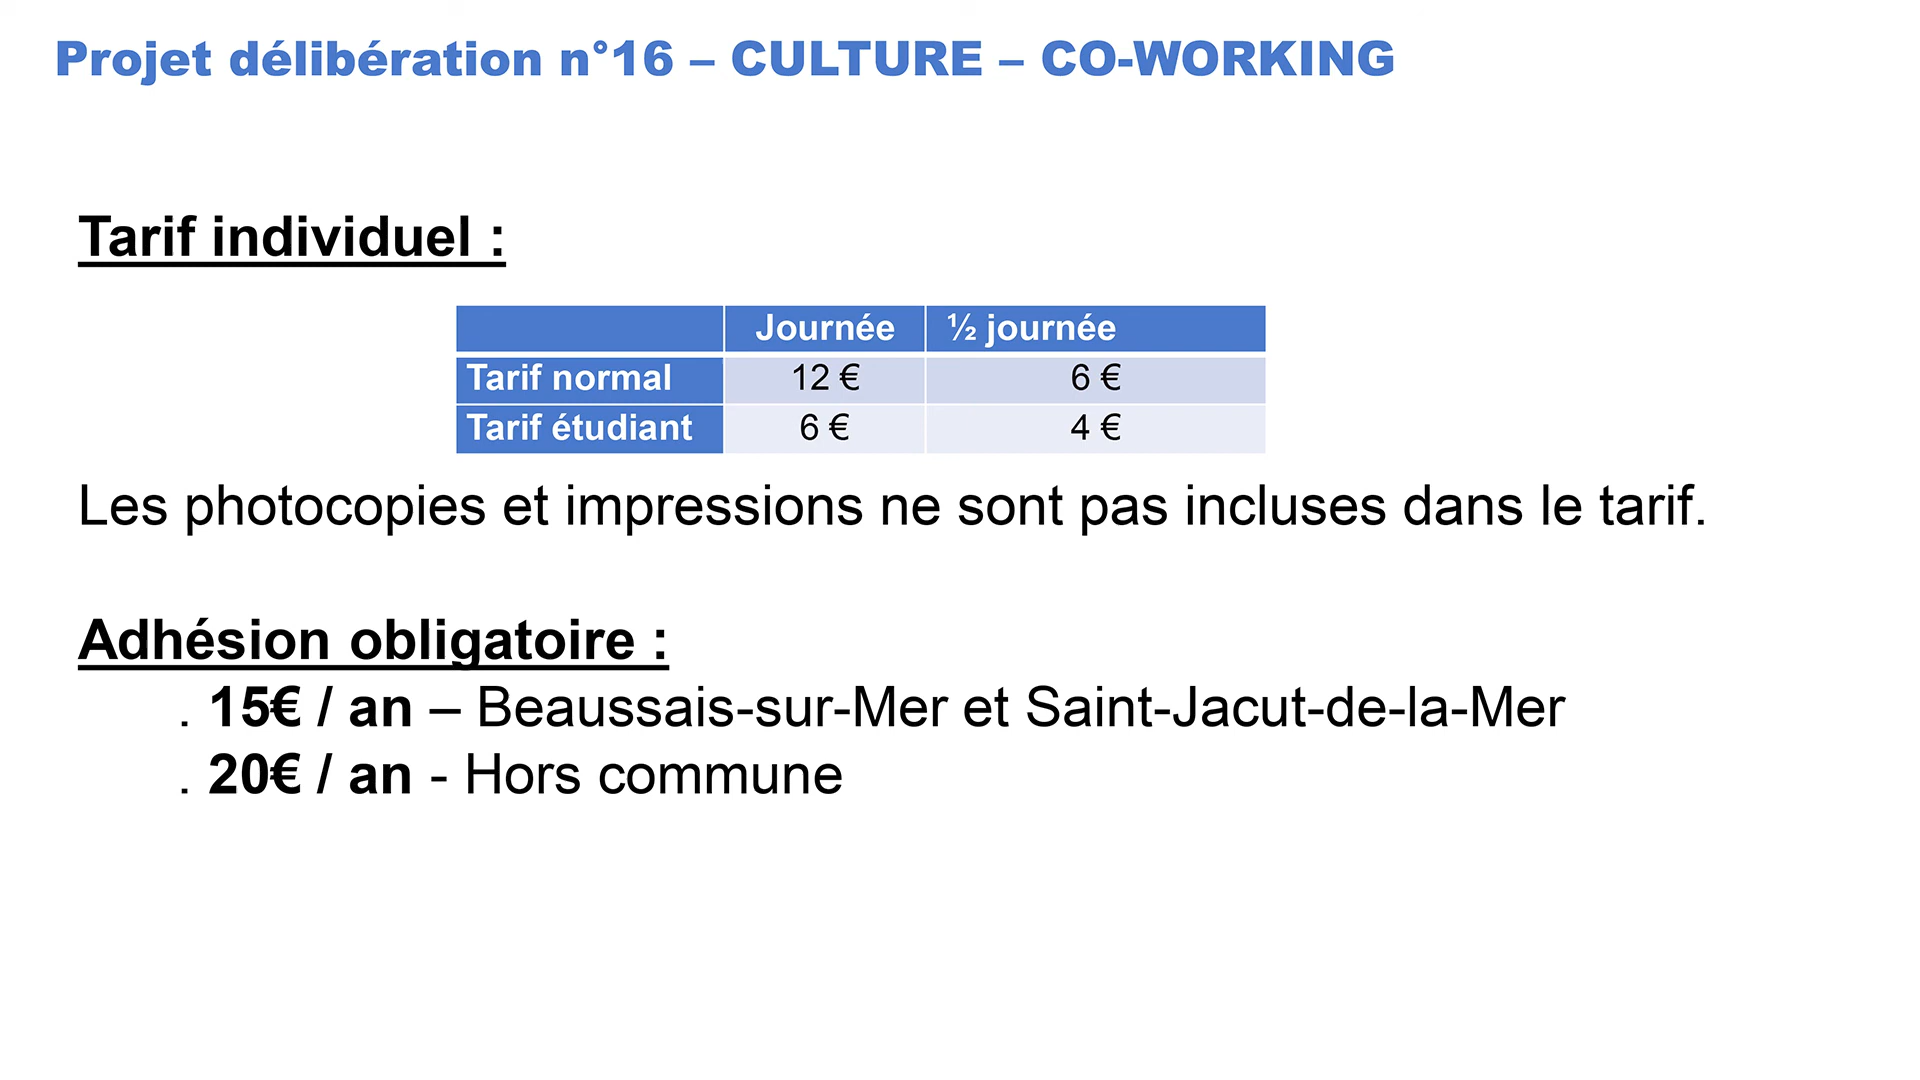 Projet délibération n°16 – CULTURE – CO-WORKING
Tarif individuel :
Journée ½ journée
Tarif normal 12 € 6 €
Tarif étudiant 6 € 4 €
Les photocopies et impressions ne sont pas incluses dans le tarif.
Adhésion obligatoire :
. 15€ / an – Beaussais-sur-Mer et Saint-Jacut-de-la-Mer
. 20€ / an - Hors commune